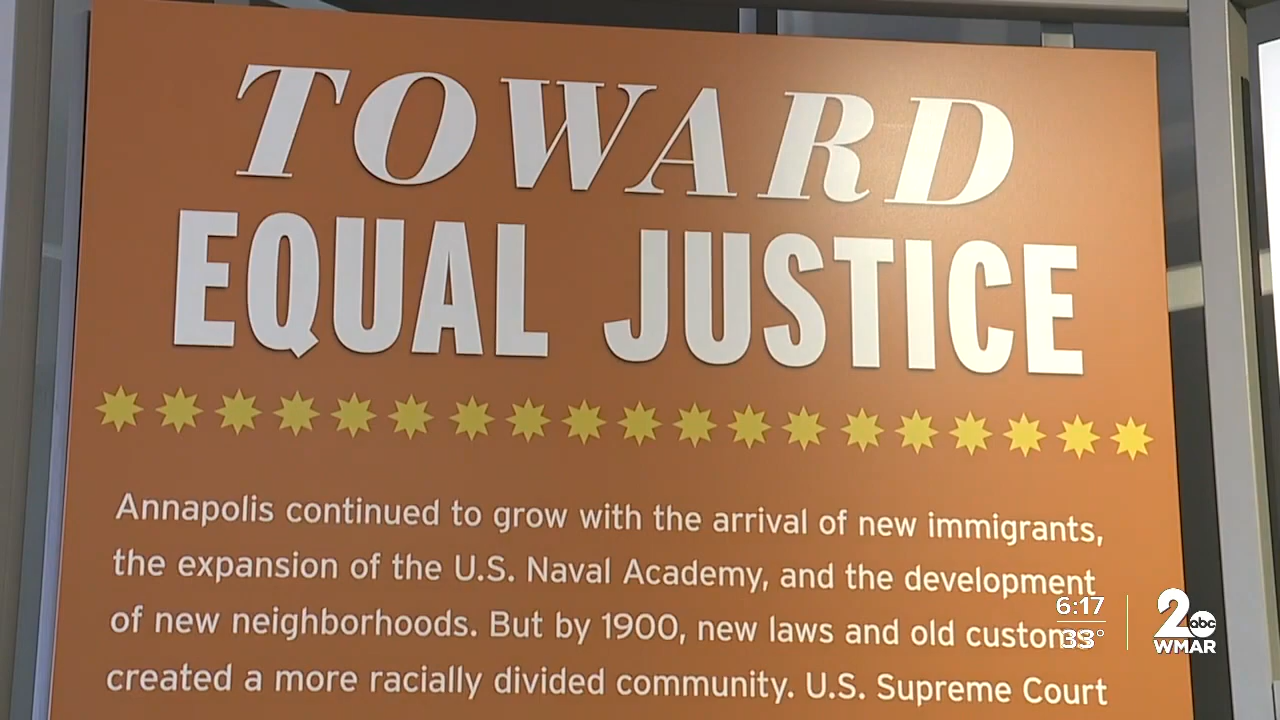 TOWARD
EQUAL JUSTICE
Annapolis continued to grow with the arrival of new immigrants,
the expansion of the U.S. Naval Academy, and the development
of new neighborhoods. But by 1900, new laws and old customs
created a more racially divided community. U.S. Supreme Court
6:17
33°
2 abc
WMAR